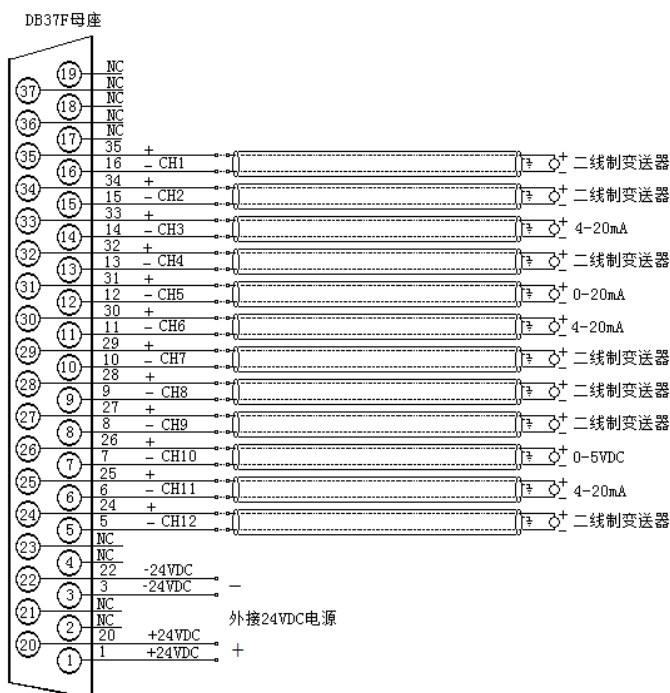 DB37F母座
19 NC
37 NC
18 NC
36 NC
17 NC
35 35 +
16 16 - CH1 + - 二线制变送器
34 34 +
15 15 - CH2 + - 二线制变送器
33 33 +
14 14 - CH3 + - 4-20mA
32 32 +
13 13 - CH4 + - 二线制变送器
31 31 +
12 12 - CH5 + - 0-20mA
30 30 +
11 11 - CH6 + - 4-20mA
29 29 +
10 10 - CH7 + - 二线制变送器
28 28 +
9 9 - CH8 + - 二线制变送器
27 27 +
8 8 - CH9 + - 二线制变送器
26 26 +
7 7 - CH10 + - 0-5VDC
25 25 +
6 6 - CH11 + - 4-20mA
24 24 +
5 5 - CH12 + - 二线制变送器
23 NC
4 NC
22 22 -24VDC
3 3 -24VDC -
21 NC
2 NC 外接24VDC电源
20 20 +24VDC
1 1 +24VDC +